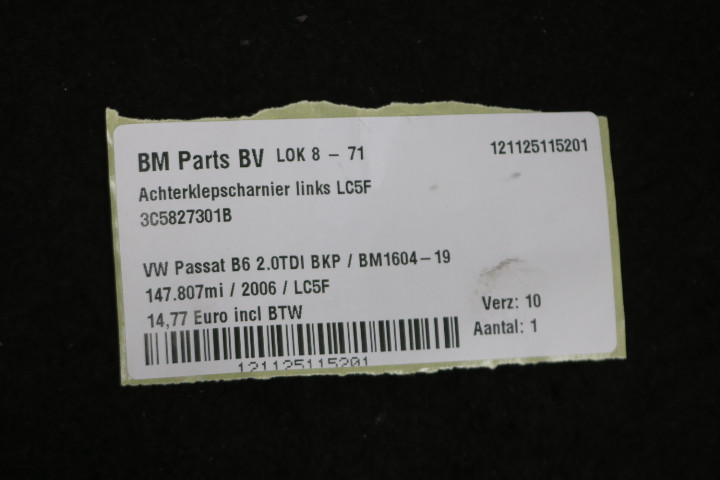 BM Parts BV LOK 8 – 71 121125115201
Achterklepscharnier links LC5F
3C5827301B
VW Passat B6 2.0TDI BKP / BM1604–19
147.807mi / 2006 / LC5F
14,77 Euro incl BTW
Verz: 10
Aantal: 1
121125115201